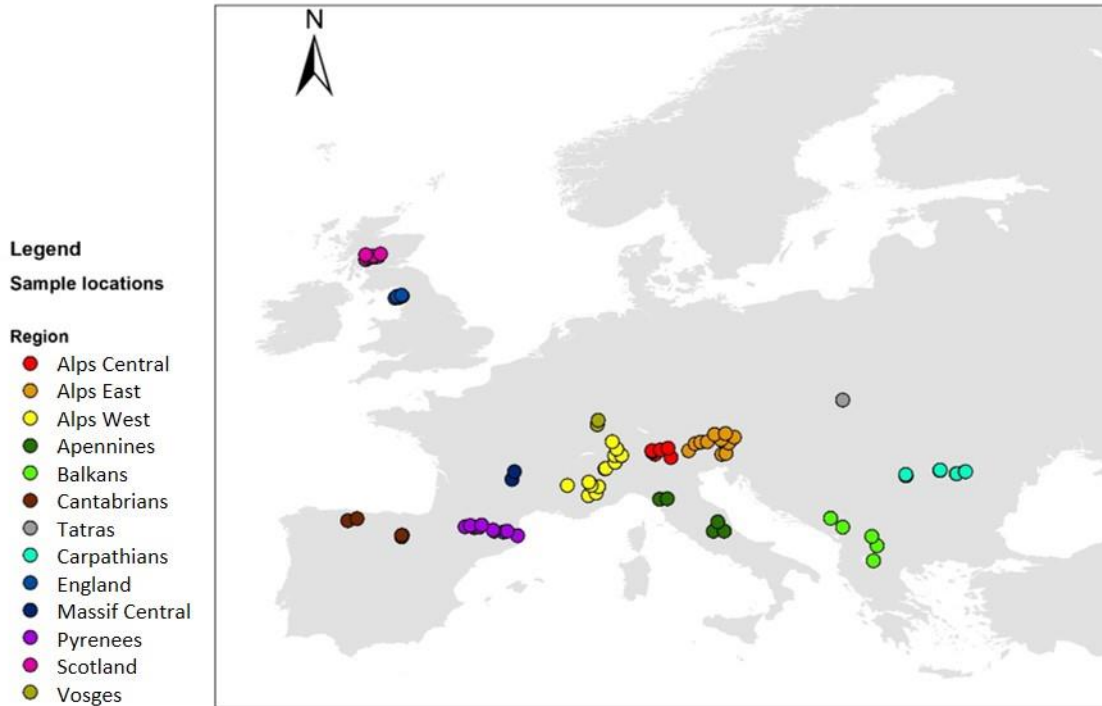 N
Legend
Sample locations
Region
Alps Central
Alps East
Alps West
Apennines
Balkans
Cantabrians
Tatras
Carpathians
England
Massif Central
Pyrenees
Scotland
Vosges